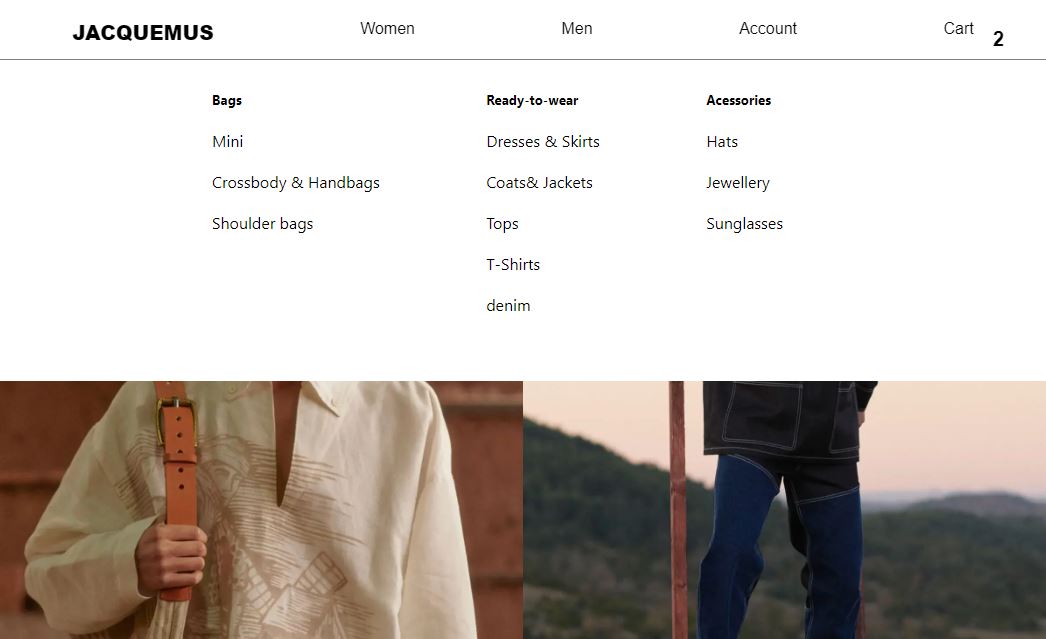 JACQUEMUS
Women
Men
Account
Cart
2
Bags
Mini
Crossbody & Handbags
Shoulder bags
Ready-to-wear
Dresses & Skirts
Coats& Jackets
Tops
T-Shirts
denim
Acessories
Hats
Jewellery
Sunglasses